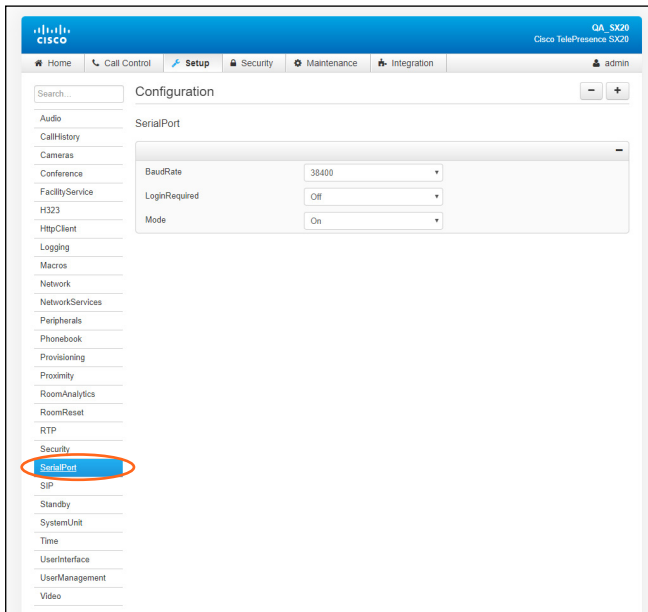 CISCO
QA_SX20
Cisco TelePresence SX20
Home Call Control Setup Security Maintenance Integration admin
Search...
Audio
CallHistory
Cameras
Conference
FacilityService
H323
HttpClient
Logging
Macros
Network
NetworkServices
Peripherals
Phonebook
Provisioning
Proximity
RoomAnalytics
RoomReset
RTP
Security
SerialPort
SIP
Standby
SystemUnit
Time
UserInterface
UserManagement
Video
Configuration
SerialPort
BaudRate 38400
LoginRequired Off
Mode On